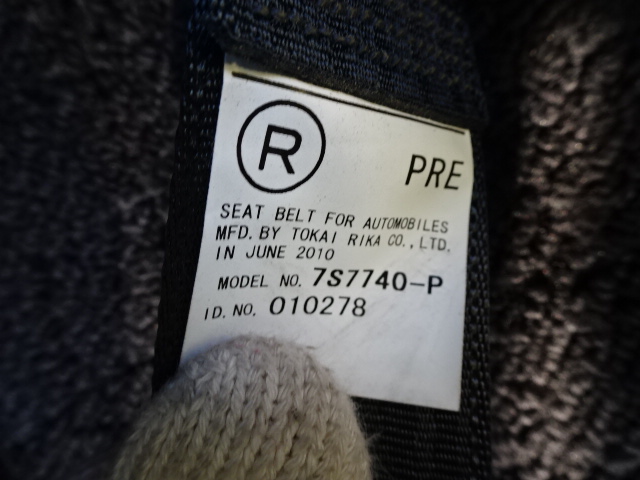 R
PRE
SEAT BELT FOR AUTOMOBILES
MFD. BY TOKAI RIKA CO., LTD.
IN JUNE 2010
MODEL NO. 7S7740-P
ID. NO. 010278